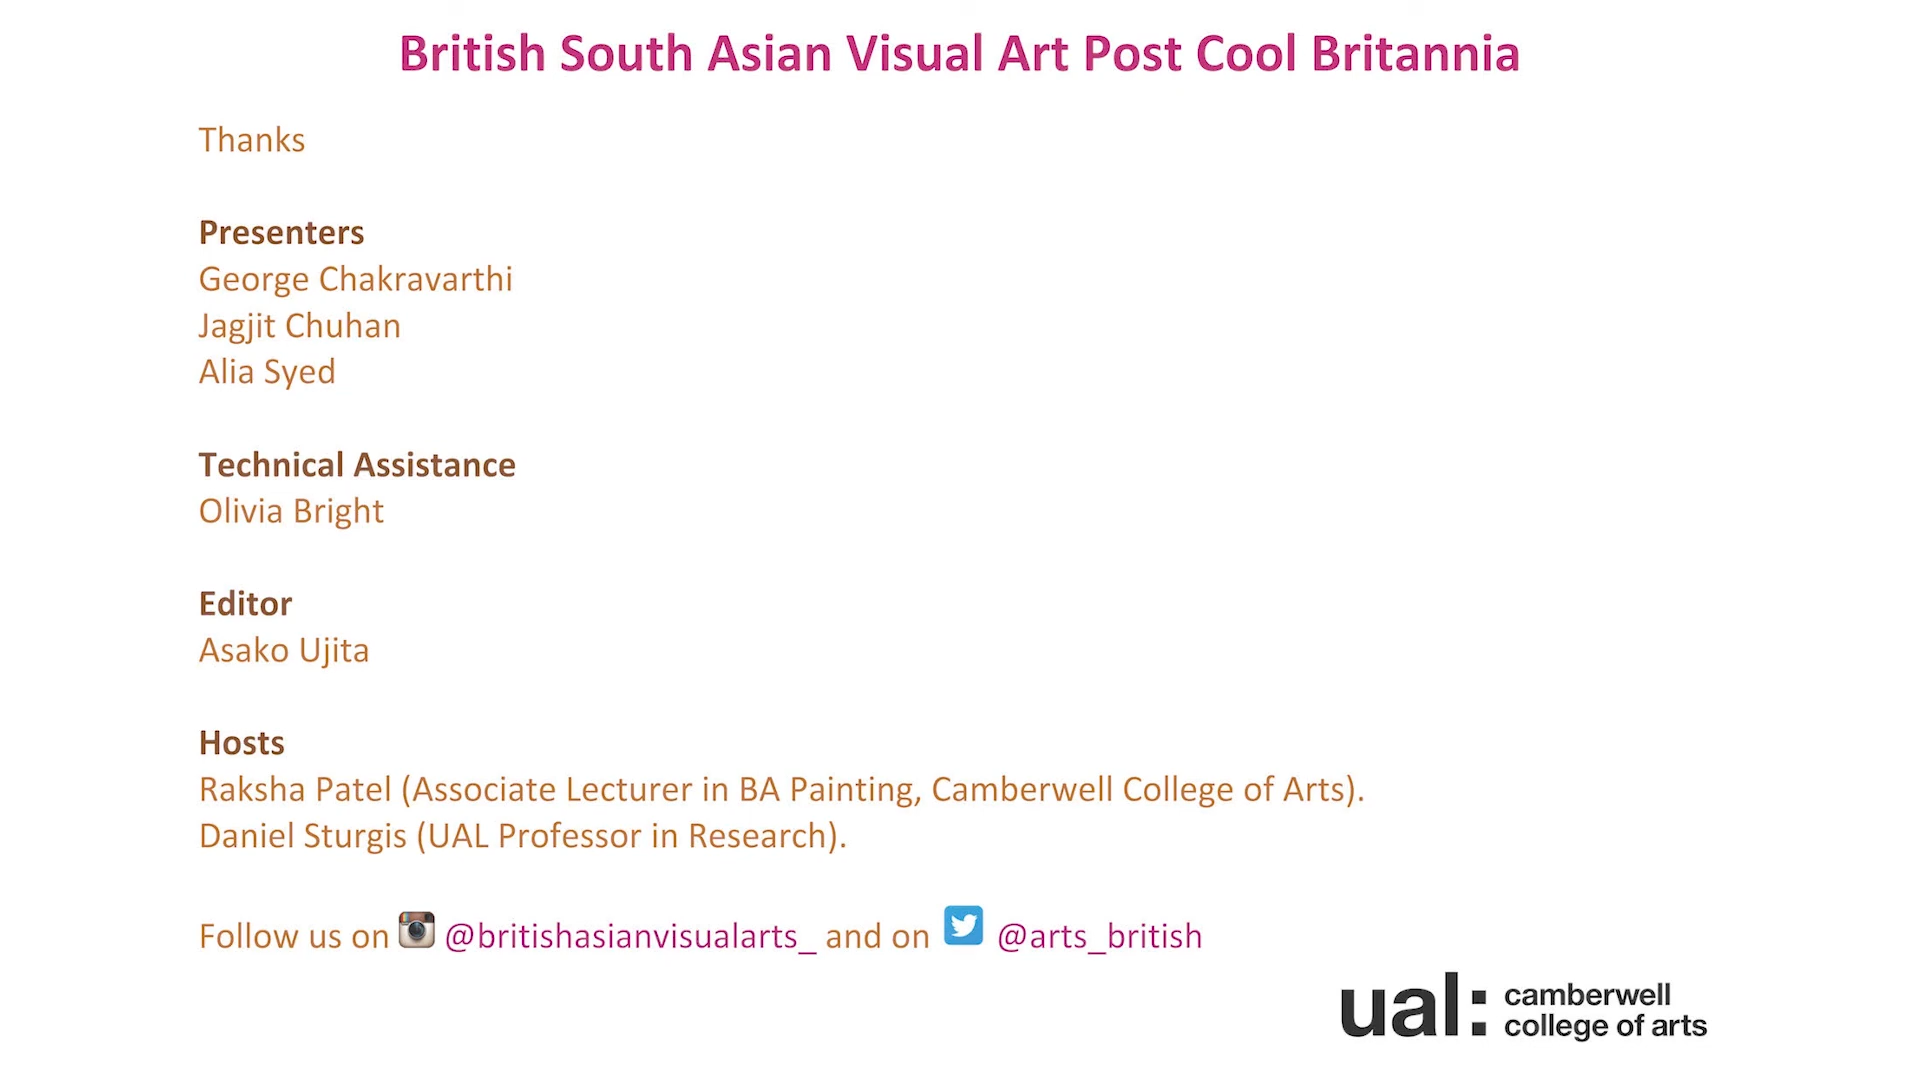 British South Asian Visual Art Post Cool Britannia
Thanks
Presenters
George Chakravarthi
Jagjit Chuhan
Alia Syed
Technical Assistance
Olivia Bright
Editor
Asako Ujita
Hosts
Raksha Patel (Associate Lecturer in BA Painting, Camberwell College of Arts).
Daniel Sturgis (UAL Professor in Research).
Follow us on @britishasianvisualarts_ and on @arts_british
ual: camberwell
college of arts